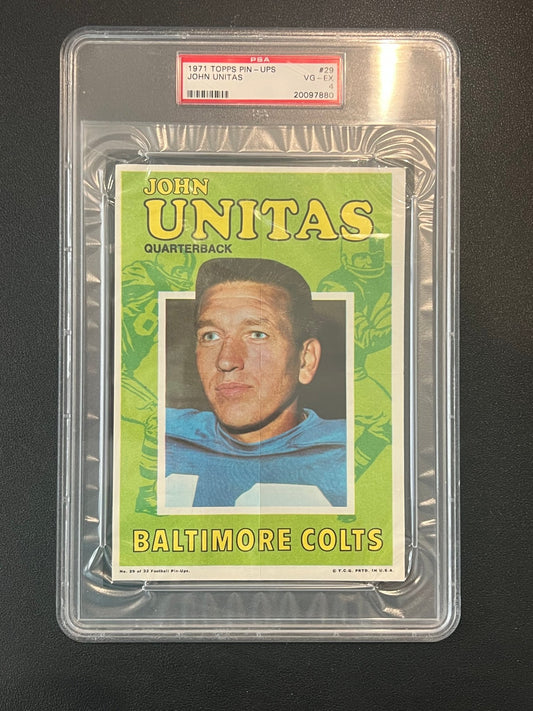 PSA
1971 TOPPS PIN-UPS #29
JOHN UNITAS VG-EX
4
20097880
JOHN
UNITAS
QUARTERBACK
BALTIMORE COLTS
No. 29 of 32 Football Pin-Ups. © T.C.G. PRTD. IN U.S.A.